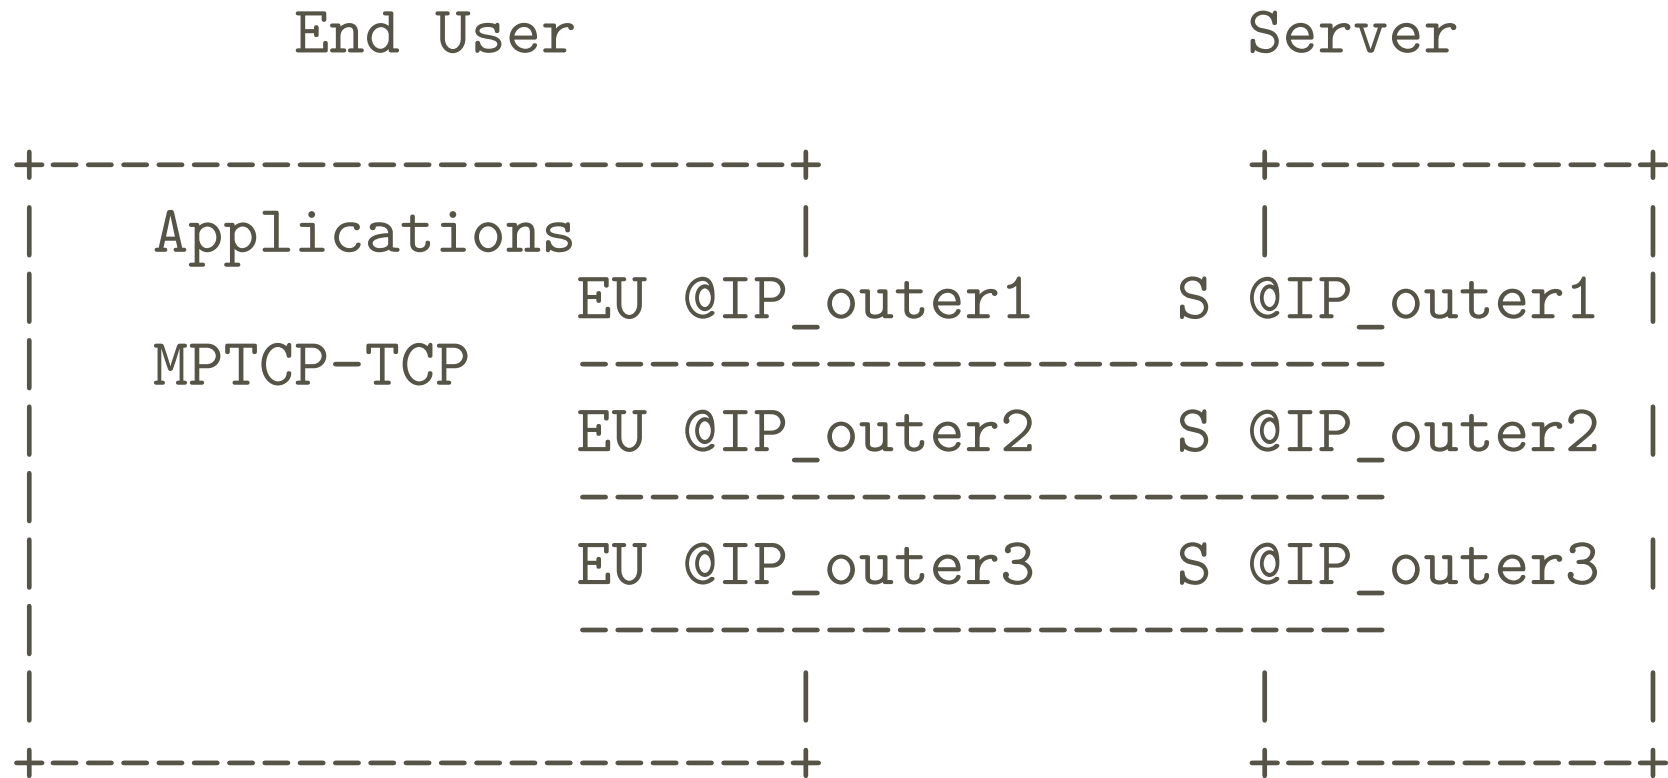 End User Server
+---------------------+ +----------+
| Applications | | |
| EU @IP_outer1 S @IP_outer1 |
| MPTCP-TCP -----------------------
| EU @IP_outer2 S @IP_outer2 |
| -----------------------
| EU @IP_outer3 S @IP_outer3 |
| -----------------------
| | | |
+---------------------+ +----------+